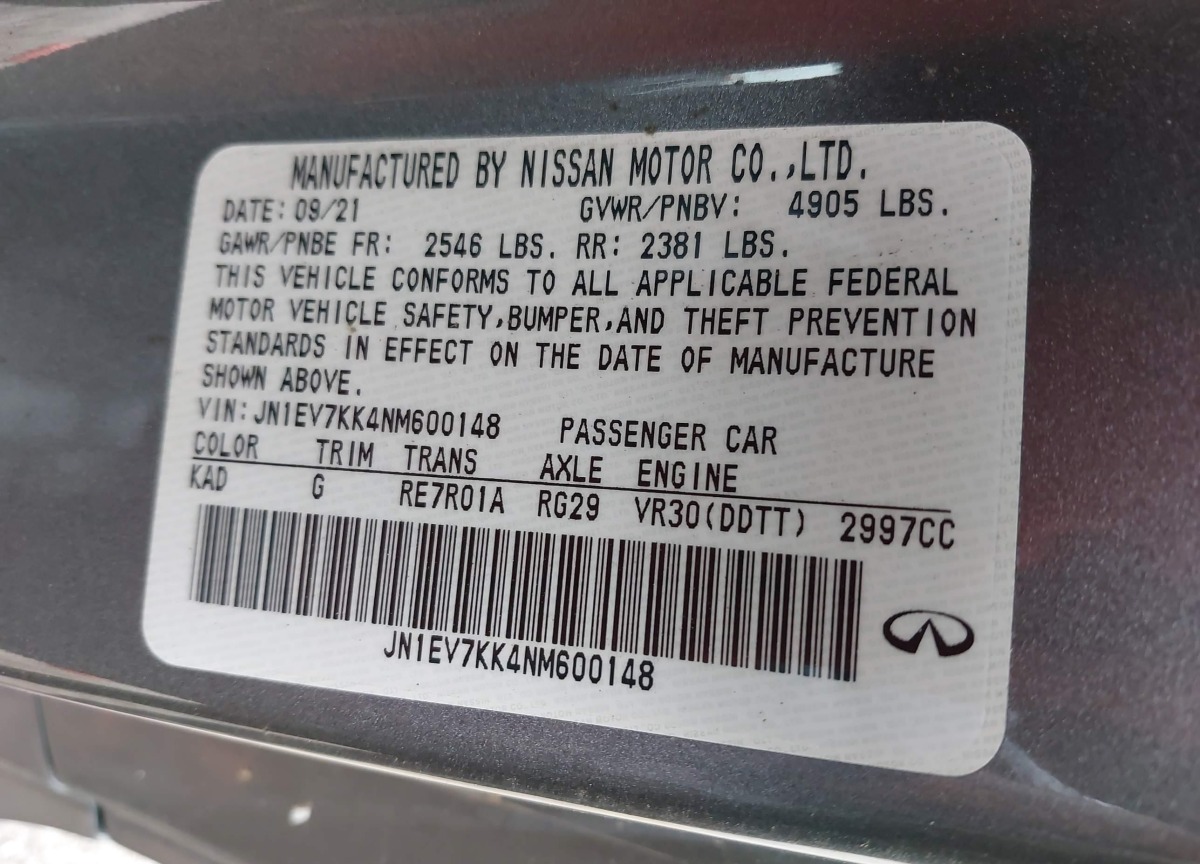 MANUFACTURED BY NISSAN MOTOR CO.,LTD.
DATE: 09/21 GVWR/PNBV: 4905 LBS.
GAWR/PNBE FR: 2546 LBS. RR: 2381 LBS.
THIS VEHICLE CONFORMS TO ALL APPLICABLE FEDERAL
MOTOR VEHICLE SAFETY,BUMPER,AND THEFT PREVENTION
STANDARDS IN EFFECT ON THE DATE OF MANUFACTURE
SHOWN ABOVE.
VIN: JN1EV7KK4NM600148 PASSENGER CAR
COLOR TRIM TRANS AXLE ENGINE
KAD G RE7R01A RG29 VR30(DDTT) 2997CC
JN1EV7KK4NM600148